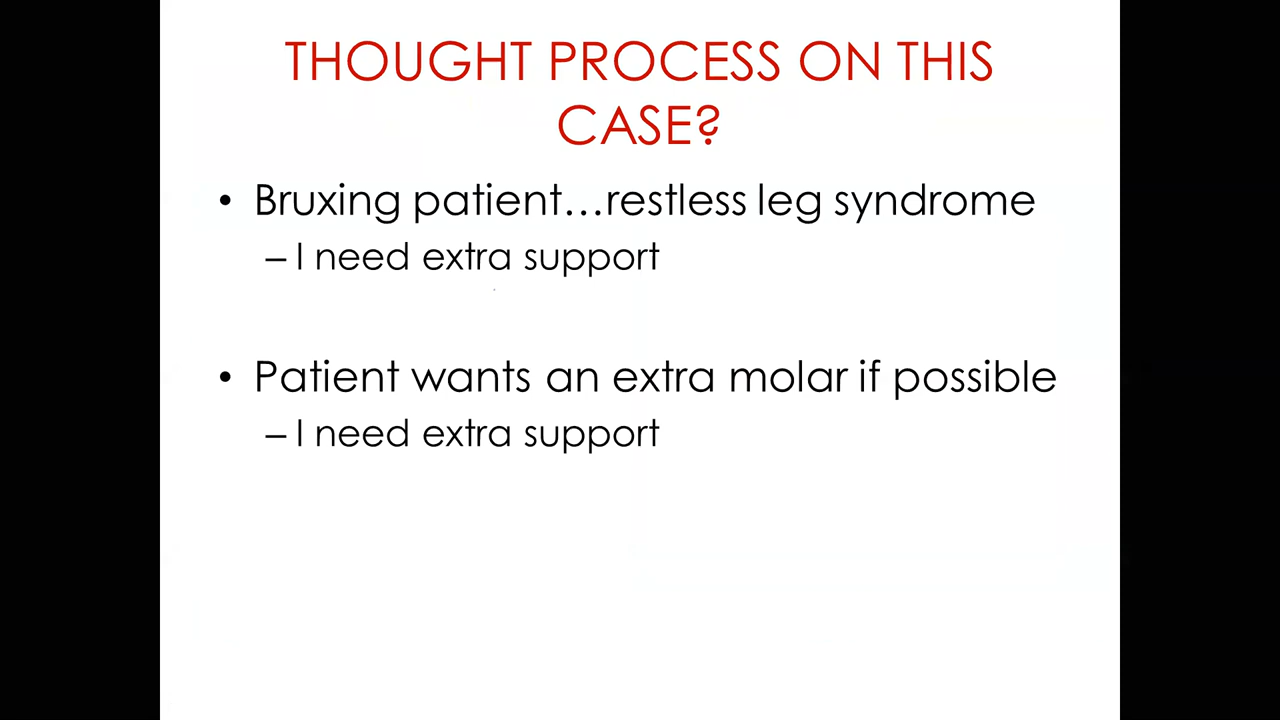 THOUGHT PROCESS ON THIS
CASE?
• Bruxing patient...restless leg syndrome
– I need extra support
• Patient wants an extra molar if possible
– I need extra support